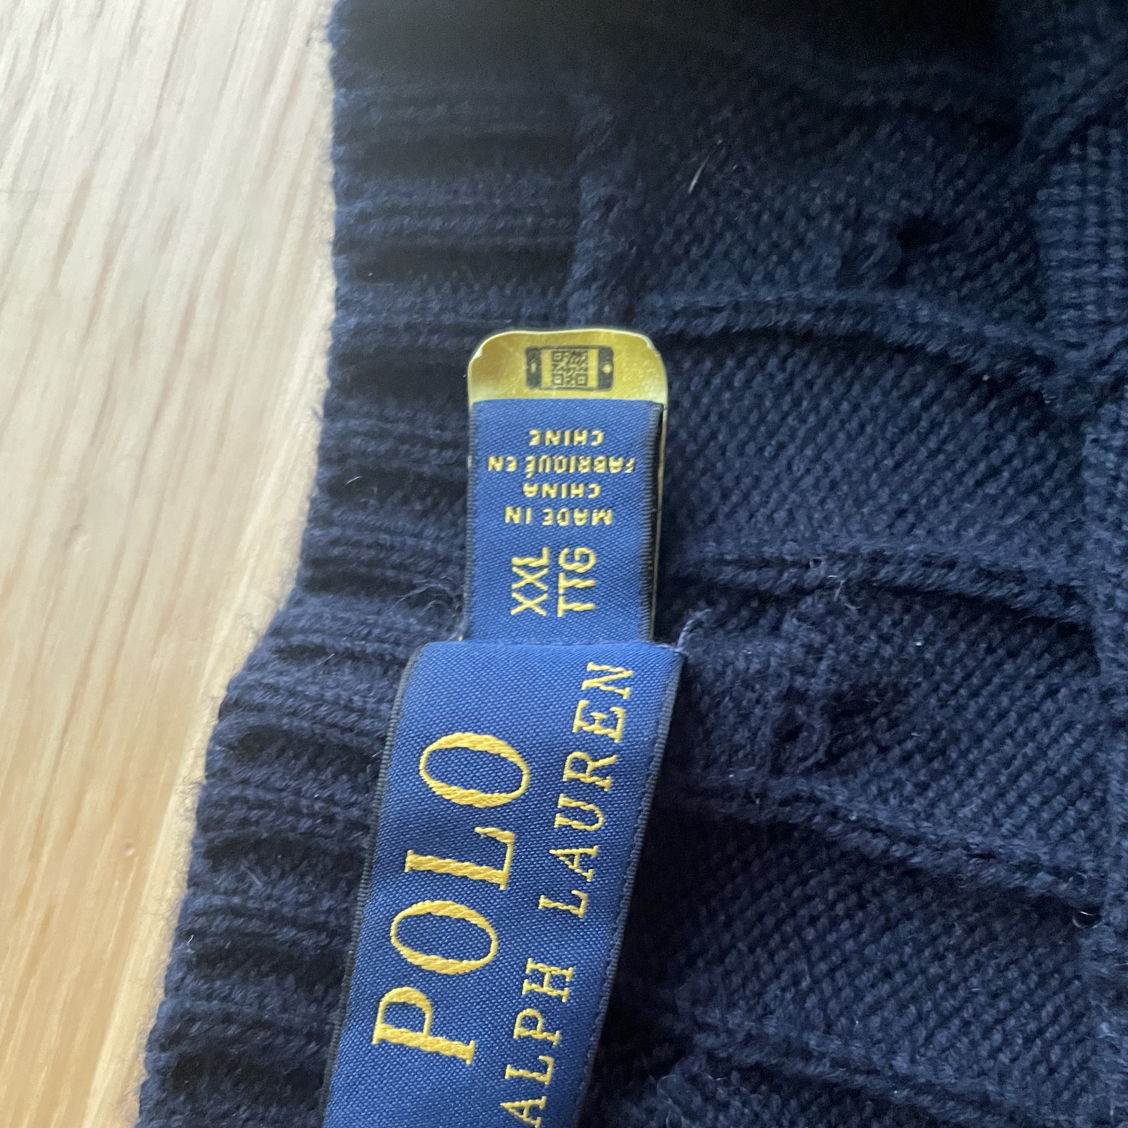 POLO
RALPH LAUREN
XXL
TTG
MADE IN
CHINA
FABRIQUÉ EN
CHINE